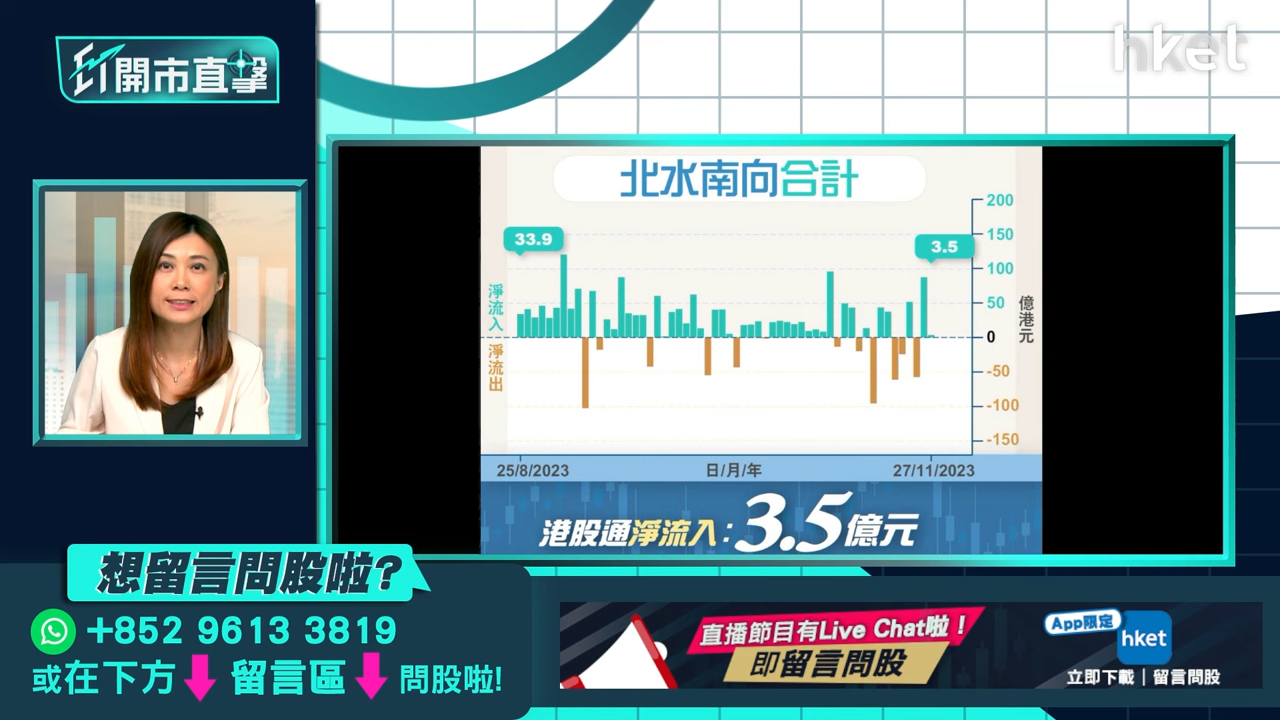 ET開市直擊
hket
北水南向合計
200
150
100
50
0
-50
-100
-150
33.9
3.5
淨流入
淨流出
億港元
25/8/2023
日/月/年
27/11/2023
港股通淨流入：3.5億元
想留言問股啦?
+852 9613 3819
或在下方 留言區 問股啦!
直播節目有Live Chat啦！
即留言問股
App限定
hket
立即下載｜留言問股